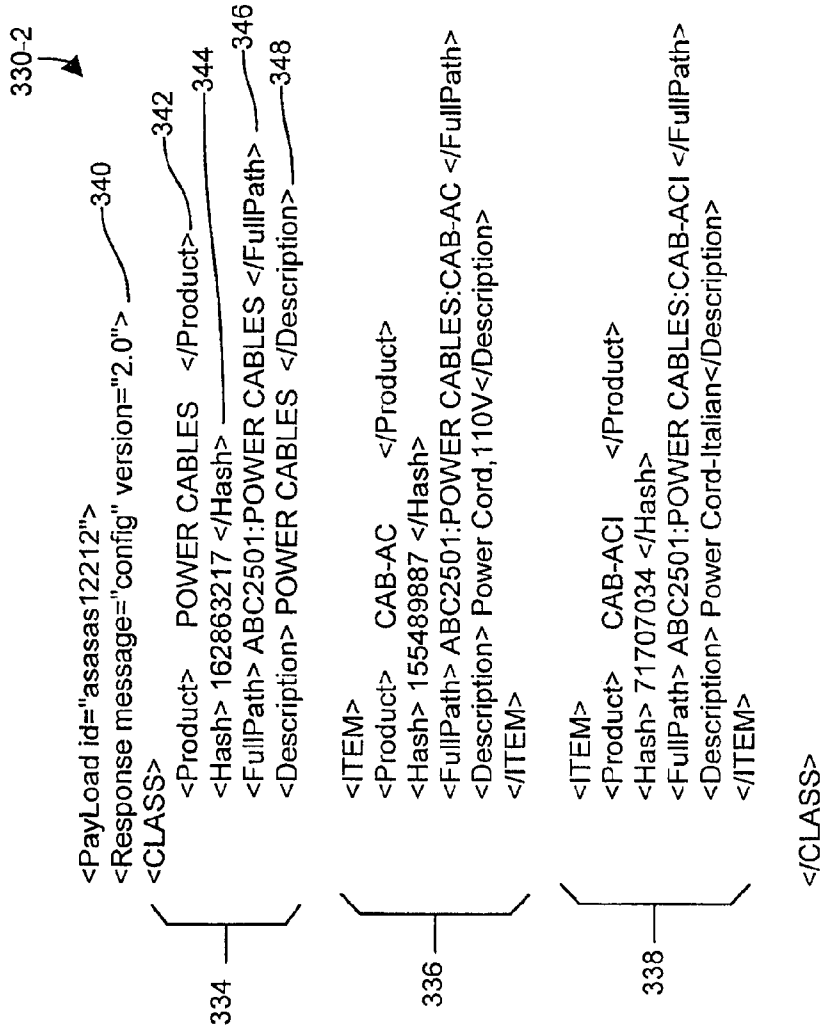 330-2
<PayLoad id="asasas12212">
<Response message="config" version="2.0"> 340
<CLASS>
334
<Product> POWER CABLES </Product> 342
<Hash> 162863217 </Hash> 344
<FullPath> ABC2501:POWER CABLES </FullPath> 346
<Description> POWER CABLES </Description> 348
336
<ITEM>
<Product> CAB-AC </Product>
<Hash> 155489887 </Hash>
<FullPath> ABC2501:POWER CABLES:CAB-AC </FullPath>
<Description> Power Cord,110V</Description>
</ITEM>
338
<ITEM>
<Product> CAB-ACI </Product>
<Hash> 71707034 </Hash>
<FullPath> ABC2501:POWER CABLES:CAB-ACI </FullPath>
<Description> Power Cord-Italian</Description>
</ITEM>
</CLASS>